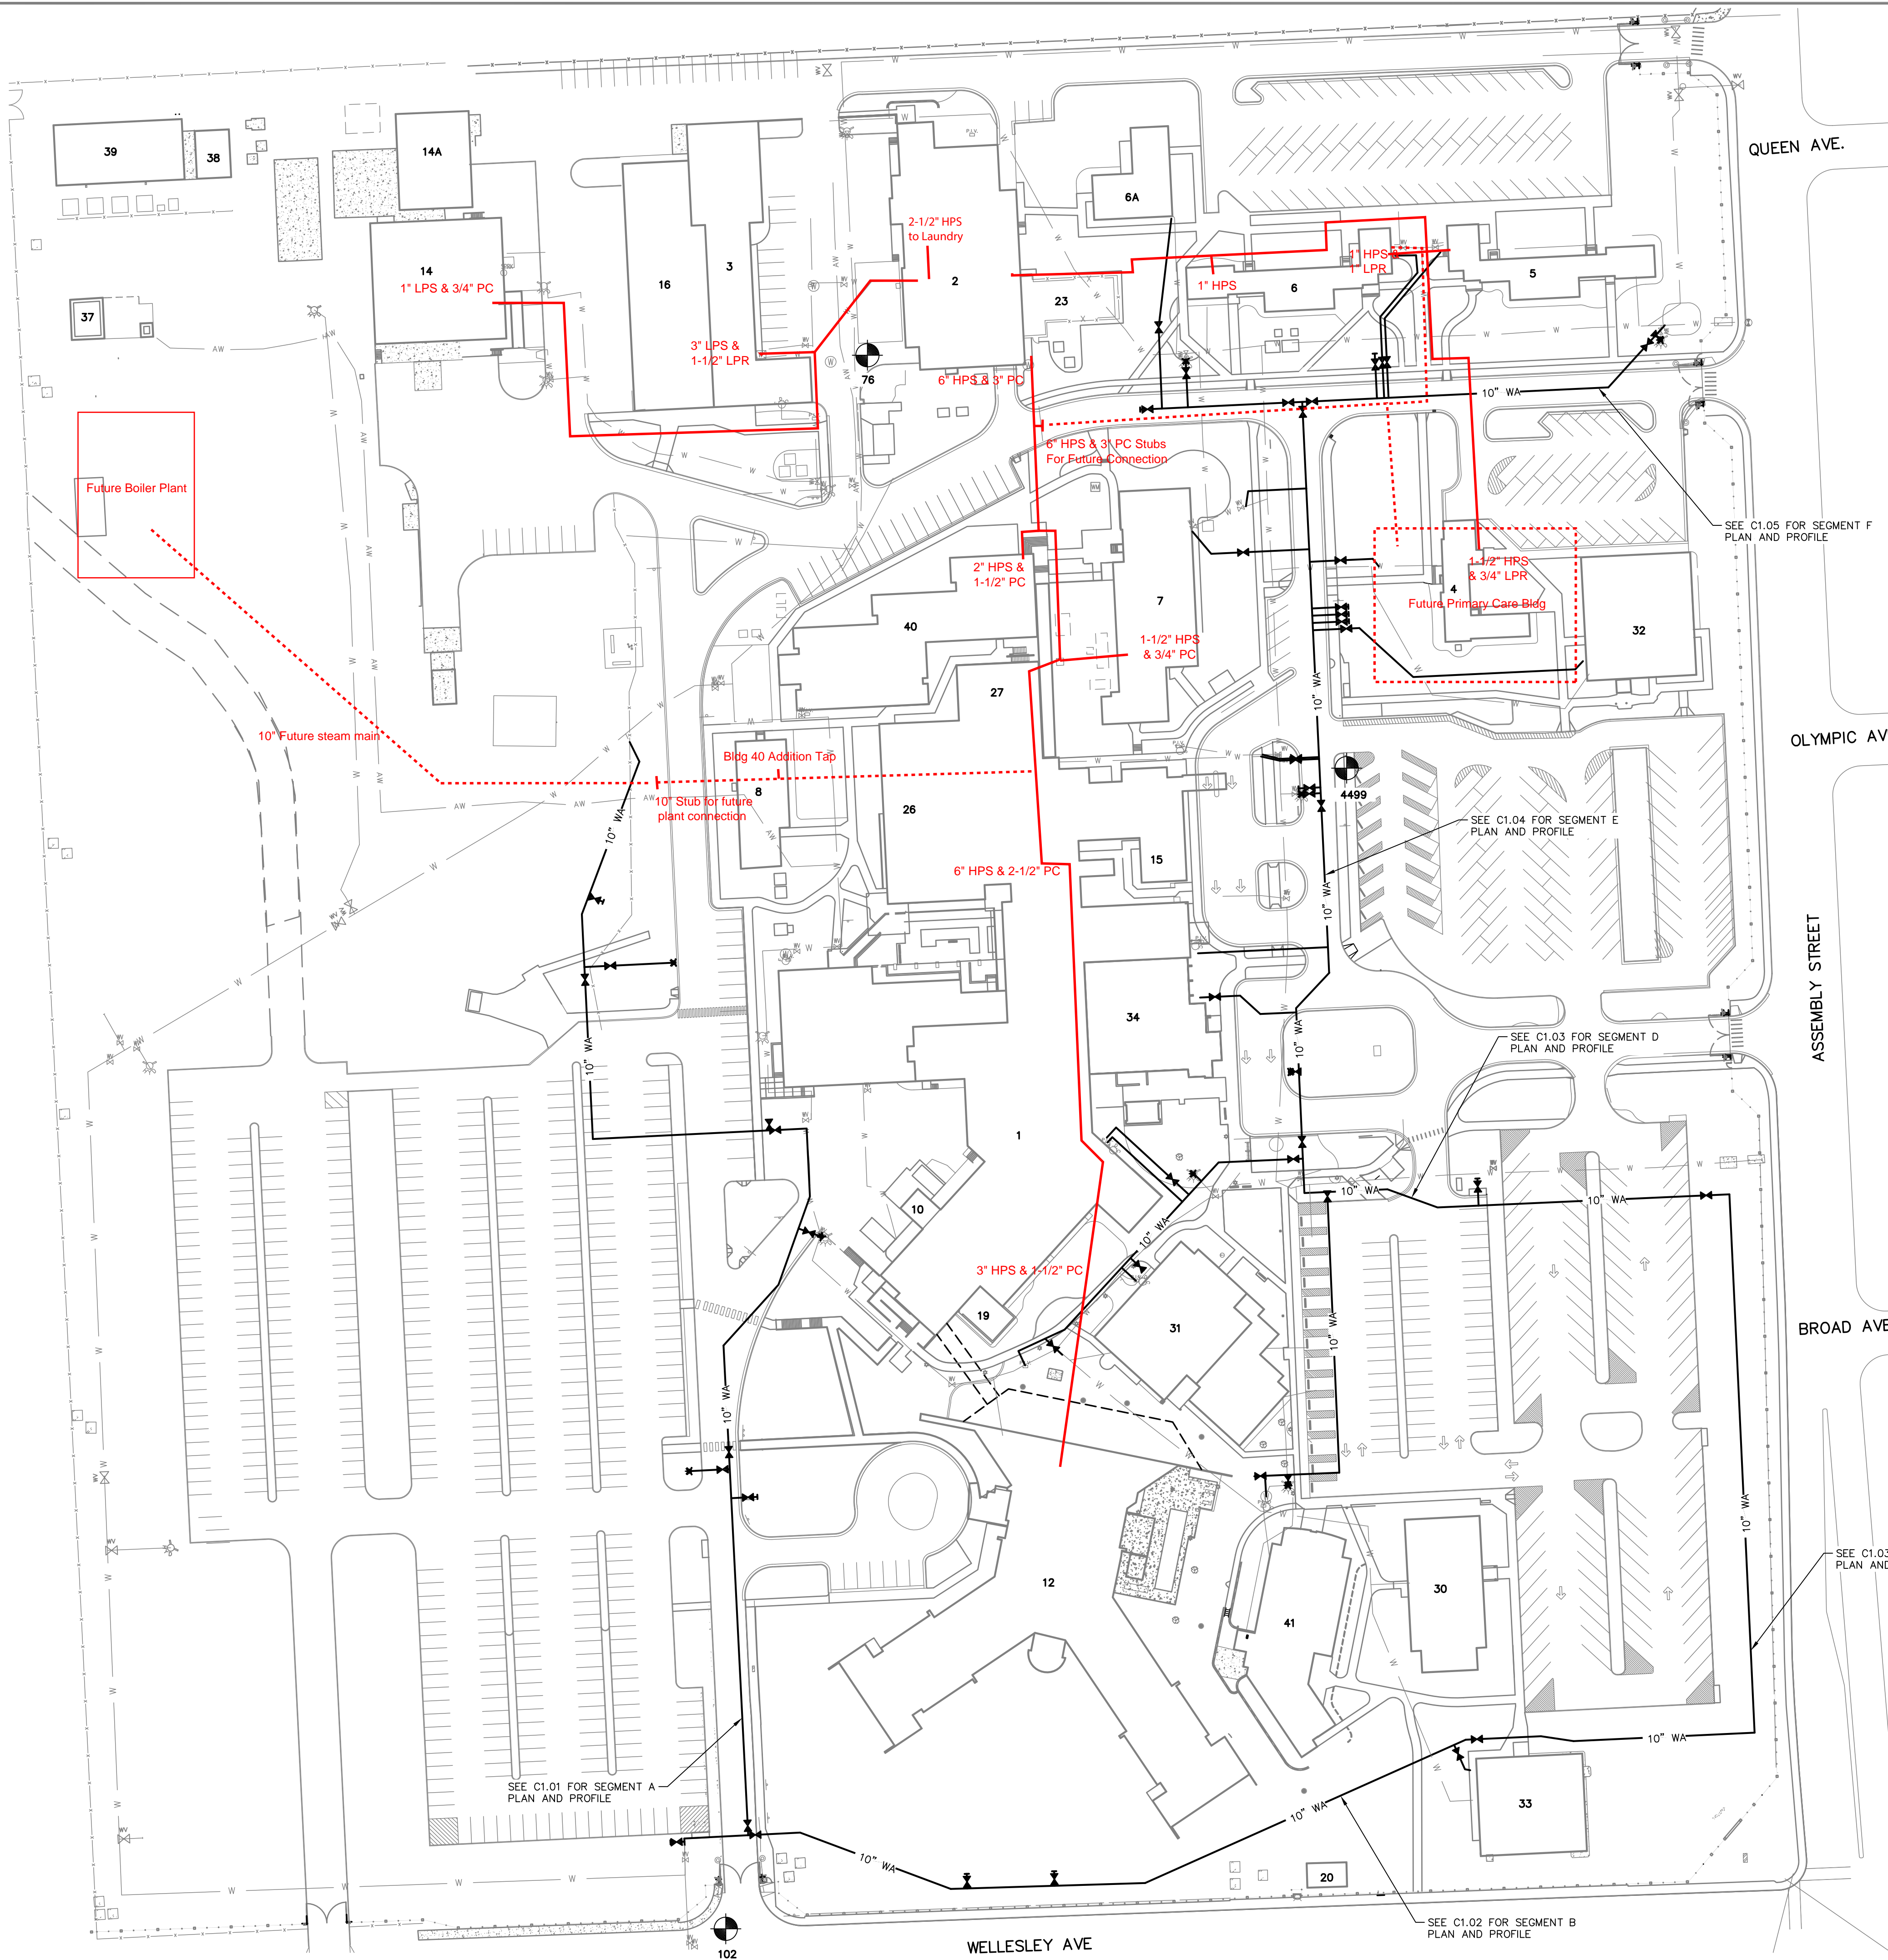 QUEEN AVE.
39
38
14A
6A
16
3
2
2-1/2" HPS
to Laundry
14
1" LPS & 3/4" PC
23
1" HPS
6
1" HPS &
1" LPR
5
37
AW
3" LPS &
1-1/2" LPR
76
6" HPS & 3" PC
10" WA
6" HPS & 3" PC Stubs
For Future Connection
WM
Future Boiler Plant
SEE C1.05 FOR SEGMENT F
PLAN AND PROFILE
2" HPS &
1-1/2" PC
7
40
1-1/2" HPS
& 3/4" PC
1-1/2" HPS
& 3/4" LPR
4
Future Primary Care Bldg
32
27
10" WA
10" Future steam main
Bldg 40 Addition Tap
OLYMPIC AV
8
10" Stub for future
plant connection
26
4499
10" WA
SEE C1.04 FOR SEGMENT E
PLAN AND PROFILE
15
6" HPS & 2-1/2" PC
10" WA
ASSEMBLY STREET
34
10" WA
10" WA
SEE C1.03 FOR SEGMENT D
PLAN AND PROFILE
1
10
10" WA
10" WA
10" WA
3" HPS & 1-1/2" PC
19
31
10" WA
BROAD AVE
10" WA
10" WA
SEE C1.03
PLAN AND
12
30
41
10" WA
SEE C1.01 FOR SEGMENT A
PLAN AND PROFILE
33
10" WA
10" WA
20
SEE C1.02 FOR SEGMENT B
PLAN AND PROFILE
102
WELLESLEY AVE